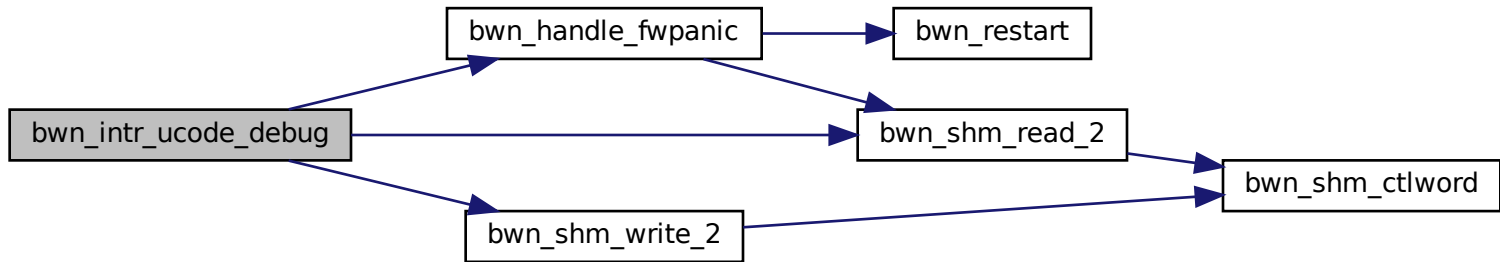 bwn_handle_fwpanic
bwn_restart
bwn_intr_ucode_debug
bwn_shm_read_2
bwn_shm_ctlword
bwn_shm_write_2